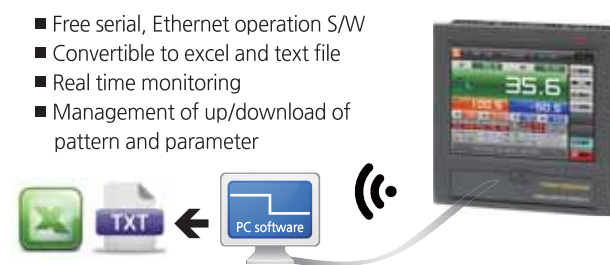 ■ Free serial, Ethernet operation S/W
■ Convertible to excel and text file
■ Real time monitoring
■ Management of up/download of
pattern and parameter
35.6
TXT
PC software